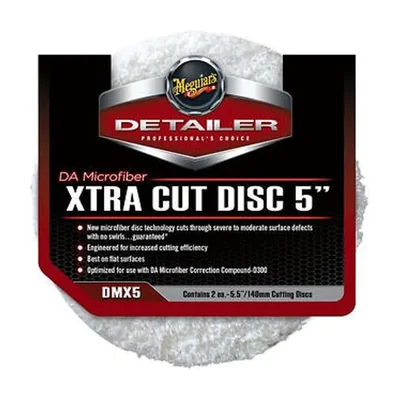 Meguiar's
DETAILER
PROFESSIONAL'S CHOICE
DA Microfiber
XTRA CUT DISC 5”
• New microfiber disc technology cuts through severe to moderate surface defects
with no swirls...guaranteed*
• Engineered for increased cutting efficiency
• Best on flat surfaces
• Optimized for use with DA Microfiber Correction Compound-D300
DMX5
Contains 2 ea.-5.5”/140mm Cutting Discs